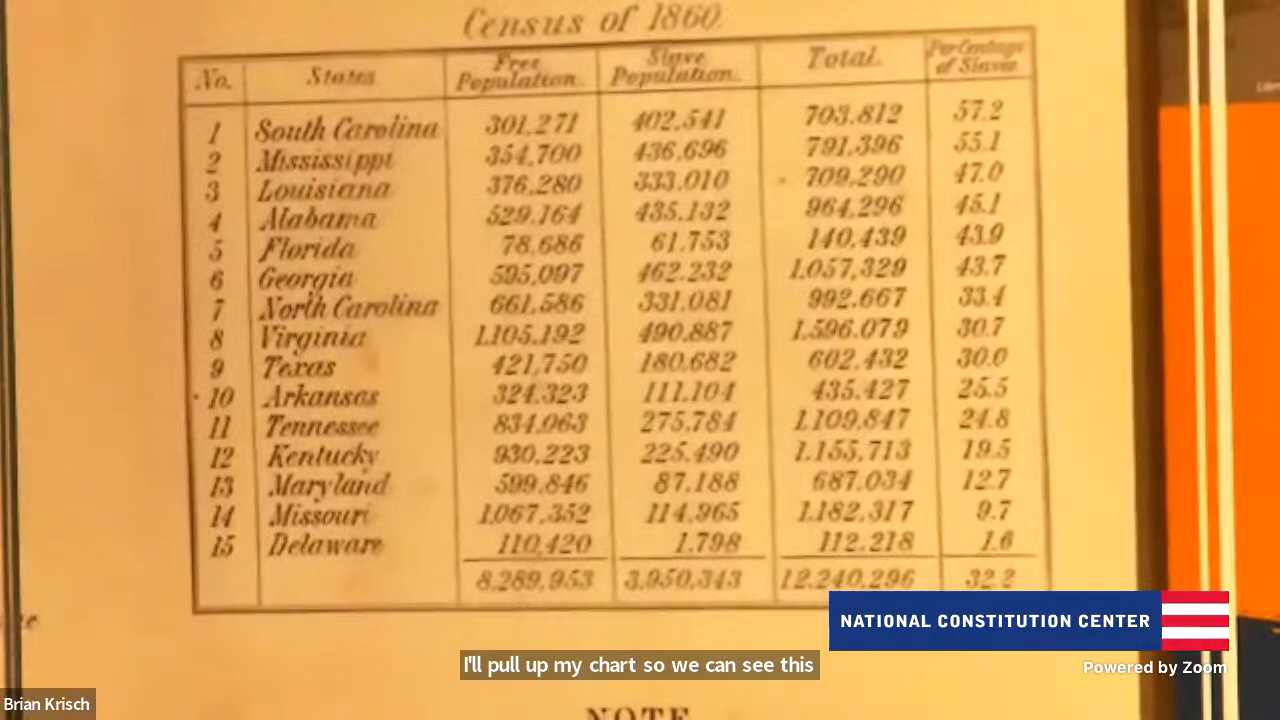 Census of 1860.
No. States. Free Population. Slave Population. Total. Per Centage of Slaves
1 South Carolina 301,271 402,541 703,812 57.2
2 Mississippi 354,700 436,696 791,396 55.1
3 Louisiana 376,280 333,010 709,290 47.0
4 Alabama 529,164 435,132 964,296 45.1
5 Florida 78,686 61,753 140,439 43.9
6 Georgia 595,097 462,232 1,057,329 43.7
7 North Carolina 661,586 331,081 992,667 33.4
8 Virginia 1,105,192 490,887 1,596,079 30.7
9 Texas 421,750 180,682 602,432 30.0
10 Arkansas 324,323 111,104 435,427 25.5
11 Tennessee 834,063 275,784 1,109,847 24.8
12 Kentucky 930,223 225,490 1,155,713 19.5
13 Maryland 599,846 87,188 687,034 12.7
14 Missouri 1,067,352 114,965 1,182,317 9.7
15 Delaware 110,420 1,798 112,218 1.6
8,289,953 3,950,343 12,240,296 32.2
NATIONAL CONSTITUTION CENTER
I'll pull up my chart so we can see this
Powered by Zoom
Brian Krisch
NOTE